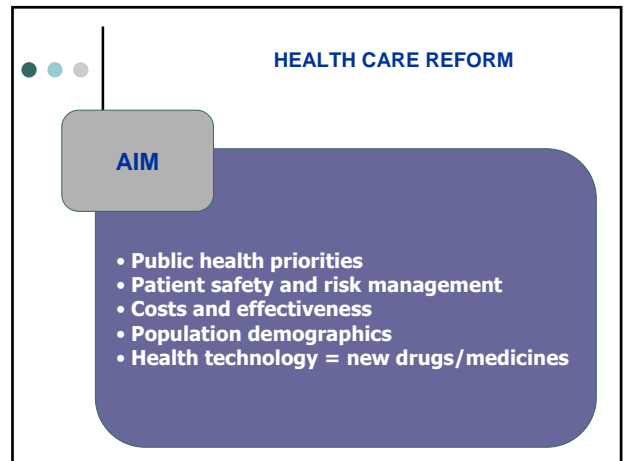 HEALTH CARE REFORM
AIM
• Public health priorities
• Patient safety and risk management
• Costs and effectiveness
• Population demographics
• Health technology = new drugs/medicines